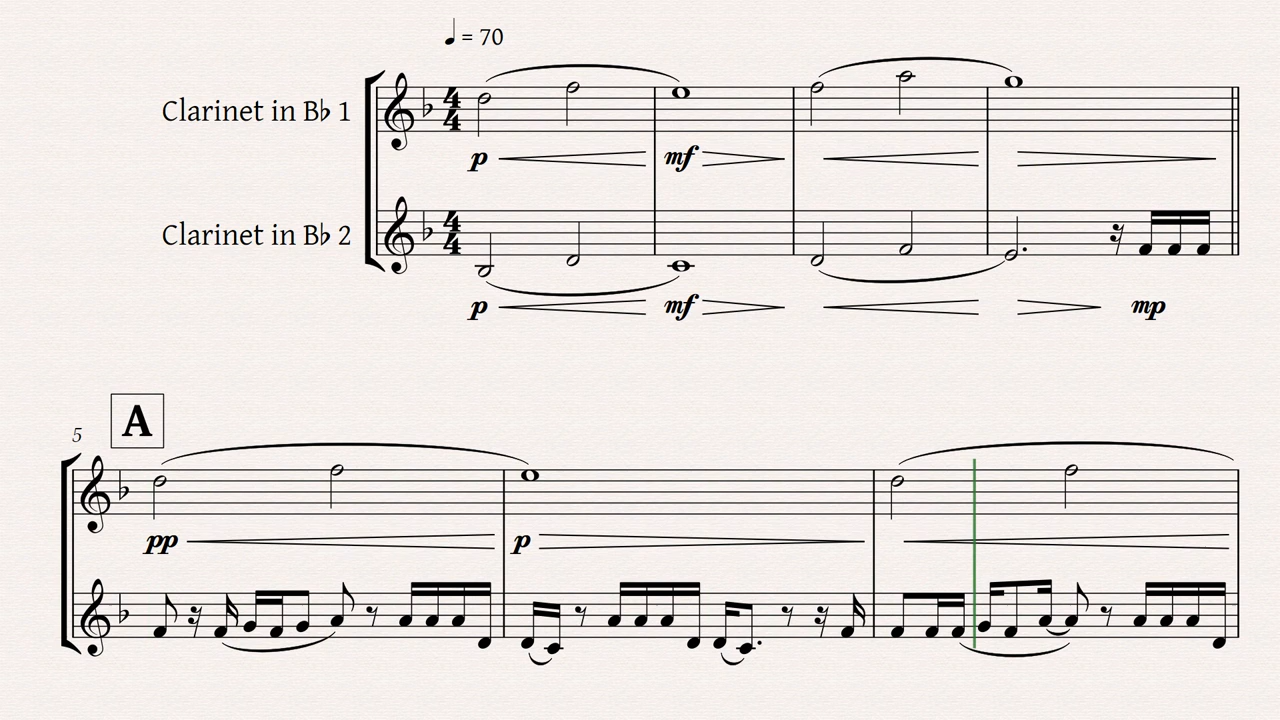 ♩ = 70
Clarinet in B♭ 1
p mf
Clarinet in B♭ 2
p mf mp
A
5
pp p